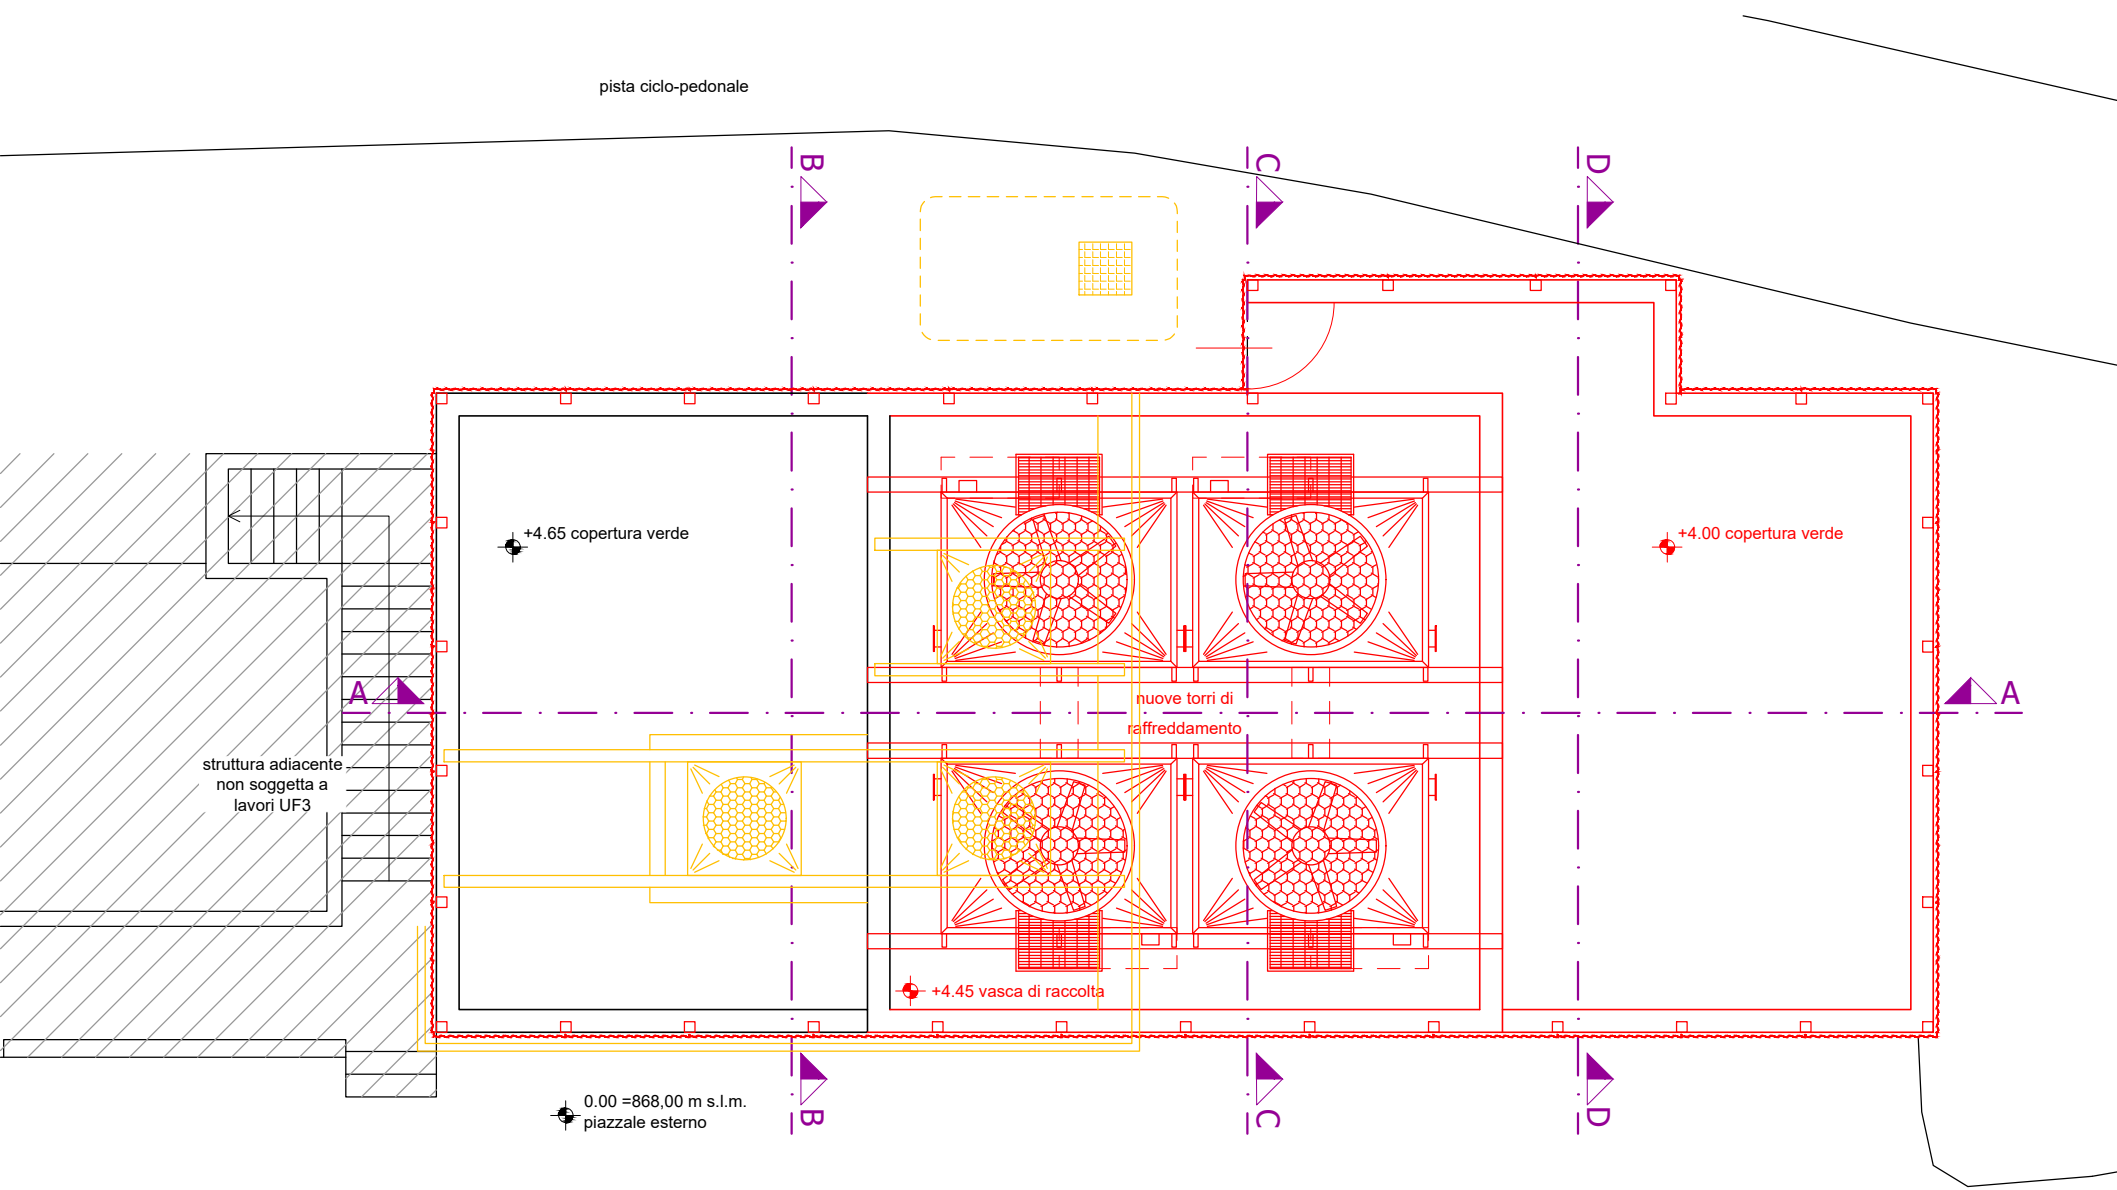 pista ciclo-pedonale
B
C
D
+4.65 copertura verde
+4.00 copertura verde
A
A
nuove torri di
raffreddamento
struttura adiacente
non soggetta a
lavori UF3
+4.45 vasca di raccolta
0.00 =868,00 m s.l.m.
piazzale esterno
B
C
D